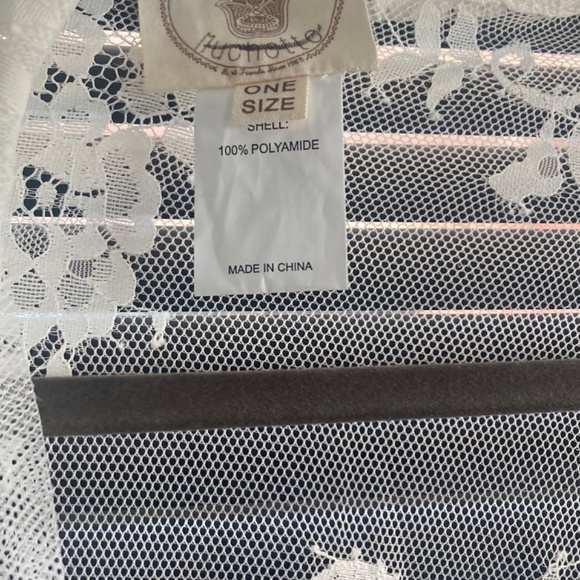 ONE
SIZE
SHELL:
100% POLYAMIDE
MADE IN CHINA